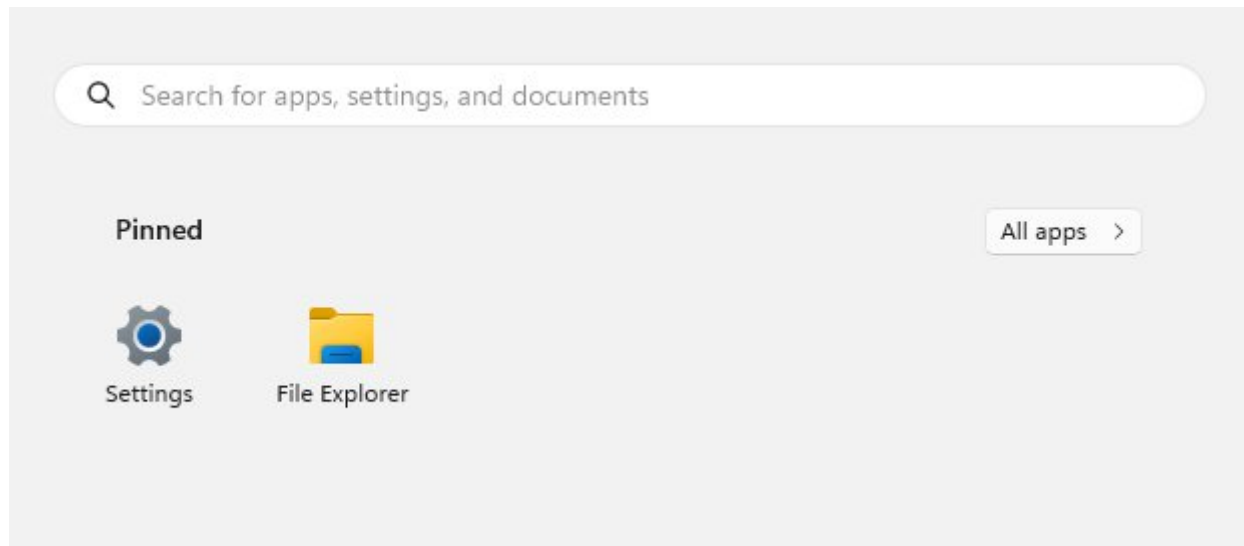 Search for apps, settings, and documents
Pinned
All apps
Settings
File Explorer